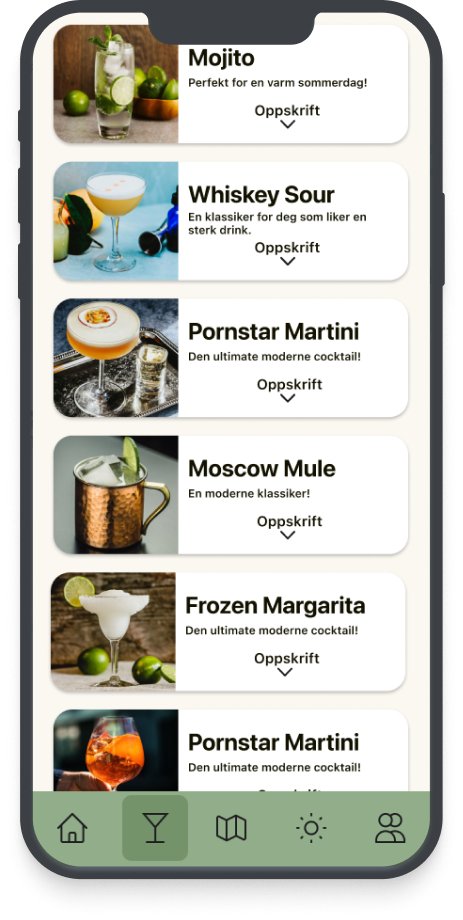 Mojito
Perfekt for en varm sommerdag!
Oppskrift
Whiskey Sour
En klassiker for deg som liker en
sterk drink.
Oppskrift
Pornstar Martini
Den ultimate moderne cocktail!
Oppskrift
Moscow Mule
En moderne klassiker!
Oppskrift
Frozen Margarita
Den ultimate moderne cocktail!
Oppskrift
Pornstar Martini
Den ultimate moderne cocktail!